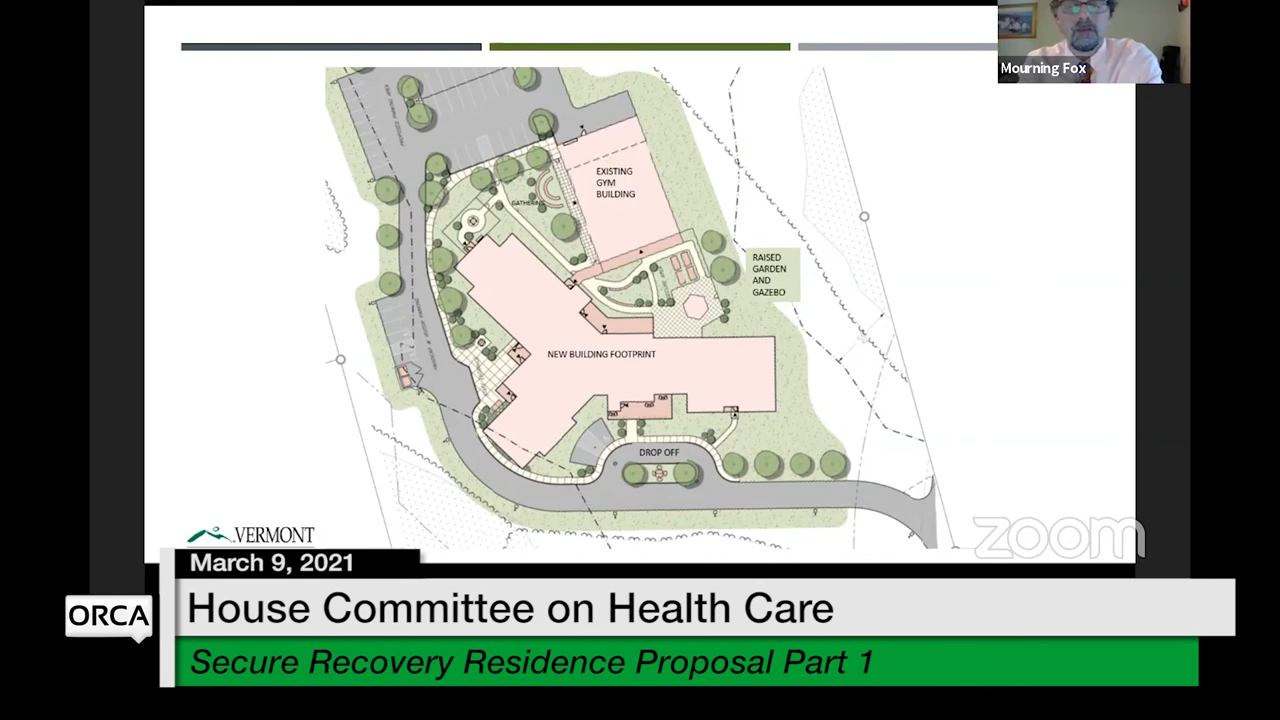 Mourning Fox
EXISTING
GYM
BUILDING
GATHERING
RAISED
GARDEN
AND
GAZEBO
NEW BUILDING FOOTPRINT
DROP OFF
VERMONT
zoom
March 9, 2021
ORCA
House Committee on Health Care
Secure Recovery Residence Proposal Part 1